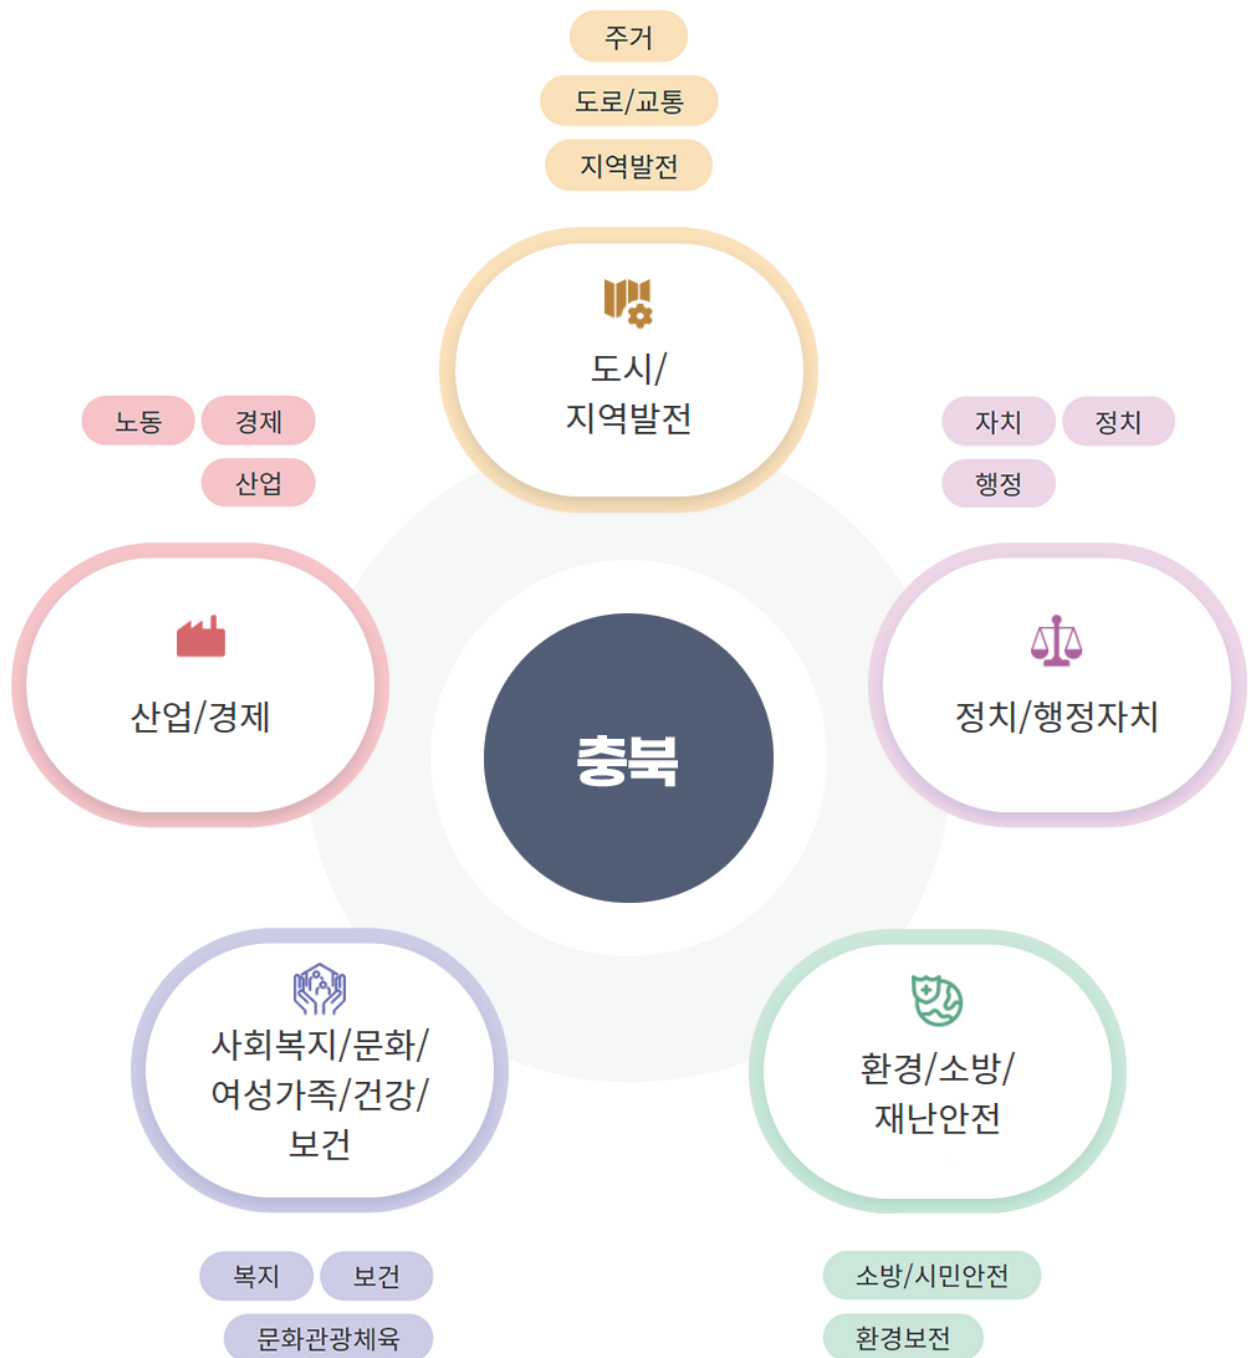 주거
도로/교통
지역발전
도시/
지역발전
노동 경제
산업
자치 정치
행정
산업/경제
정치/행정자치
충북
사회복지/문화/
여성가족/건강/
보건
환경/소방/
재난안전
복지 보건
문화관광체육
소방/시민안전
환경보전